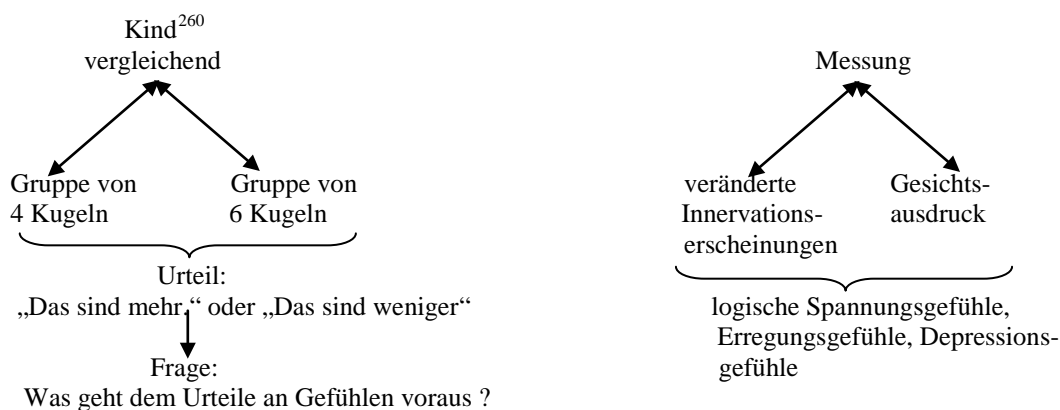 Kind260
vergleichend
Gruppe von
4 Kugeln
Gruppe von
6 Kugeln
Urteil:
„Das sind mehr.“ oder „Das sind weniger“
Frage:
Was geht dem Urteile an Gefühlen voraus ?
Messung
veränderte
Innervations-
erscheinungen
Gesichts-
ausdruck
logische Spannungsgefühle,
Erregungsgefühle, Depressions-
gefühle